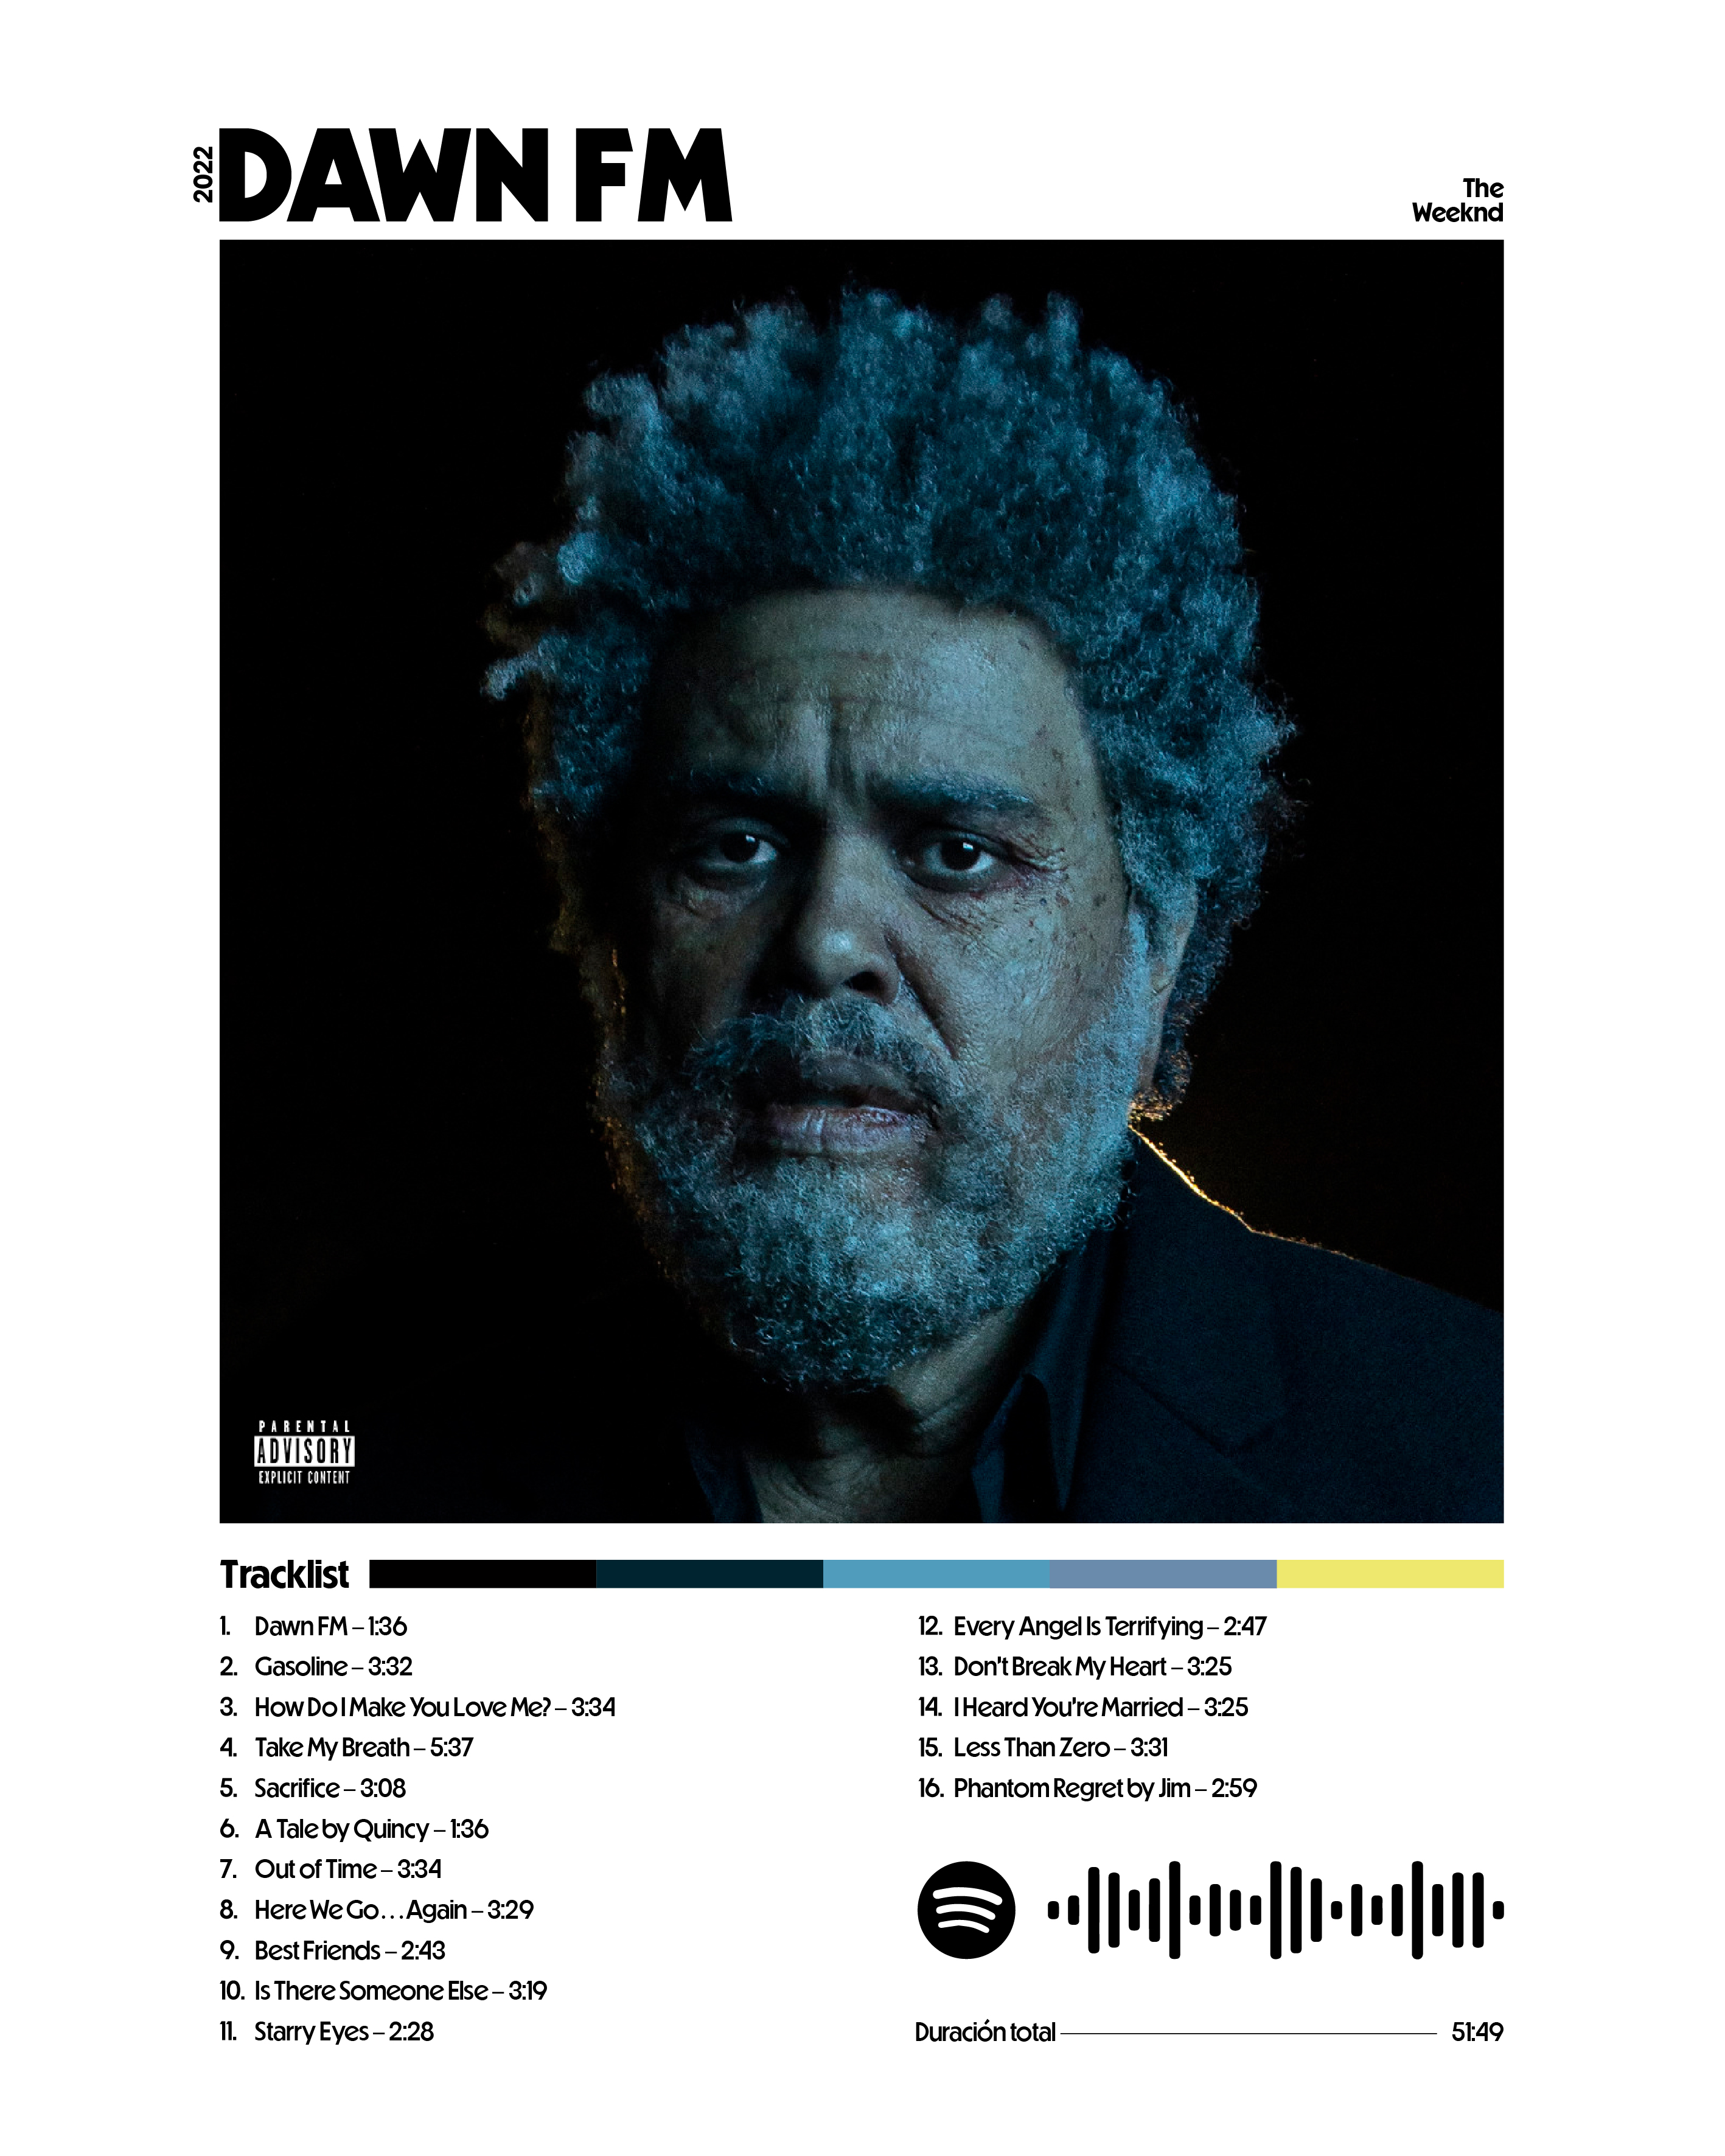 2022
DAWN FM
The
Weeknd
PARENTAL
ADVISORY
EXPLICIT CONTENT
Tracklist
1. Dawn FM – 1:36
2. Gasoline – 3:32
3. How Do I Make You Love Me? – 3:34
4. Take My Breath – 5:37
5. Sacrifice – 3:08
6. A Tale by Quincy – 1:36
7. Out of Time – 3:34
8. Here We Go... Again – 3:29
9. Best Friends – 2:43
10. Is There Someone Else – 3:19
11. Starry Eyes – 2:28
12. Every Angel Is Terrifying – 2:47
13. Don't Break My Heart – 3:25
14. I Heard You're Married – 3:25
15. Less Than Zero – 3:31
16. Phantom Regret by Jim – 2:59
Duración total 51:49